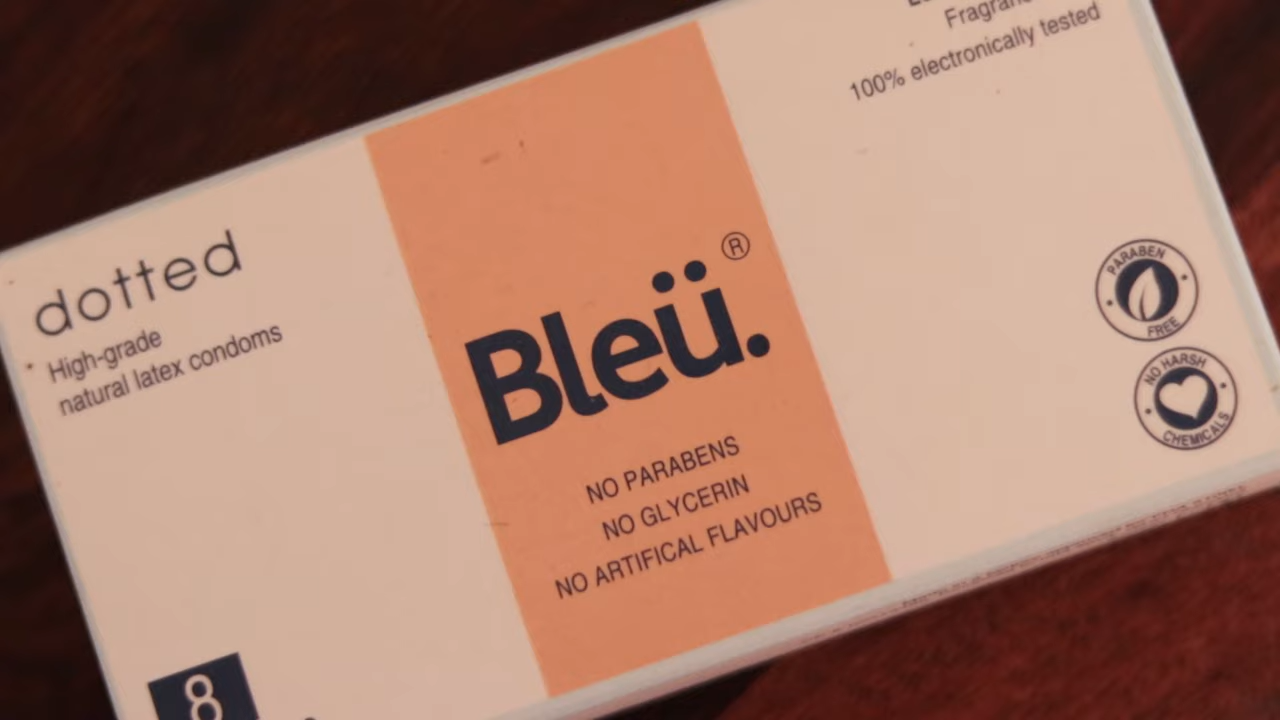 dotted
High-grade
natural latex condoms
8
Bleü.®
NO PARABENS
NO GLYCERIN
NO ARTIFICAL FLAVOURS
100% electronically tested
PARABEN
FREE
NO HARSH
CHEMICALS